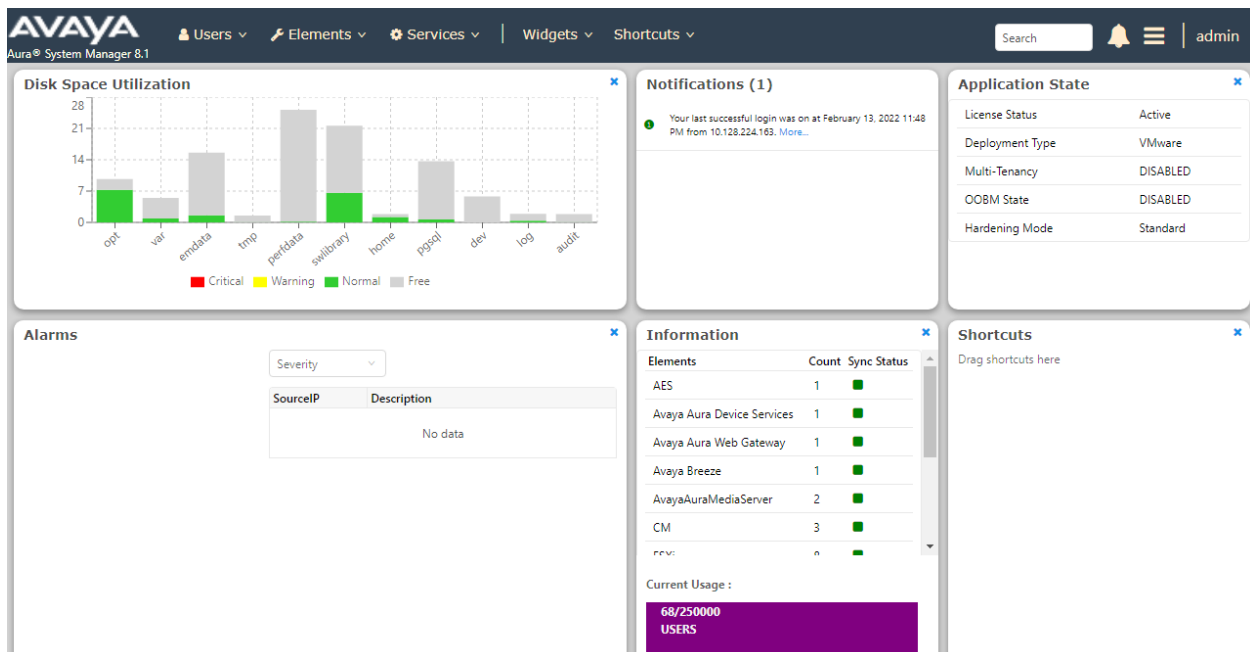 AVAYA
Aura® System Manager 8.1
Users
Elements
Services
Widgets
Shortcuts
Search
admin
Disk Space Utilization
28
21
14
7
0
opt
var
emdata
tmp
perfdata
swlibrary
home
pgsql
dev
log
audit
Critical Warning Normal Free
Notifications (1)
1
Your last successful login was on at February 13, 2022 11:48
PM from 10.128.224.163. More...
Application State
License Status Active
Deployment Type VMware
Multi-Tenancy DISABLED
OOBM State DISABLED
Hardening Mode Standard
Alarms
Severity
SourceIP Description
No data
Information
Elements Count Sync Status
AES 1
Avaya Aura Device Services 1
Avaya Aura Web Gateway 1
Avaya Breeze 1
AvayaAuraMediaServer 2
CM 3
Current Usage :
68/250000
USERS
Shortcuts
Drag shortcuts here